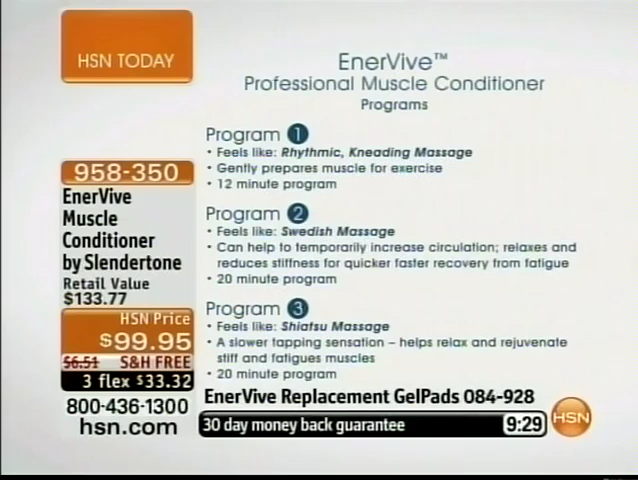 HSN TODAY
EnerVive™
Professional Muscle Conditioner
Programs
Program 1
• Feels like: Rhythmic, Kneading Massage
• Gently prepares muscle for exercise
• 12 minute program
Program 2
• Feels like: Swedish Massage
• Can help to temporarily increase circulation; relaxes and
reduces stiffness for quicker faster recovery from fatigue
• 20 minute program
Program 3
• Feels like: Shiatsu Massage
• A slower tapping sensation – helps relax and rejuvenate
stiff and fatigues muscles
• 20 minute program
958-350
EnerVive
Muscle
Conditioner
by Slendertone
Retail Value
$133.77
HSN Price
$99.95
$6.51 S&H FREE
3 flex $33.32
800-436-1300
hsn.com
EnerVive Replacement GelPads 084-928
30 day money back guarantee
9:29
HSN